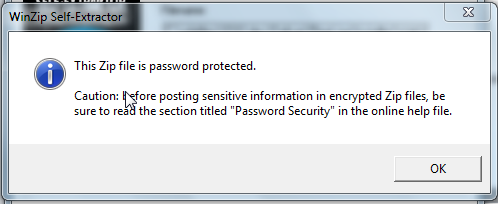 WinZip Self-Extractor
This Zip file is password protected.
Caution: before posting sensitive information in encrypted Zip files, be
sure to read the section titled "Password Security" in the online help file.
OK